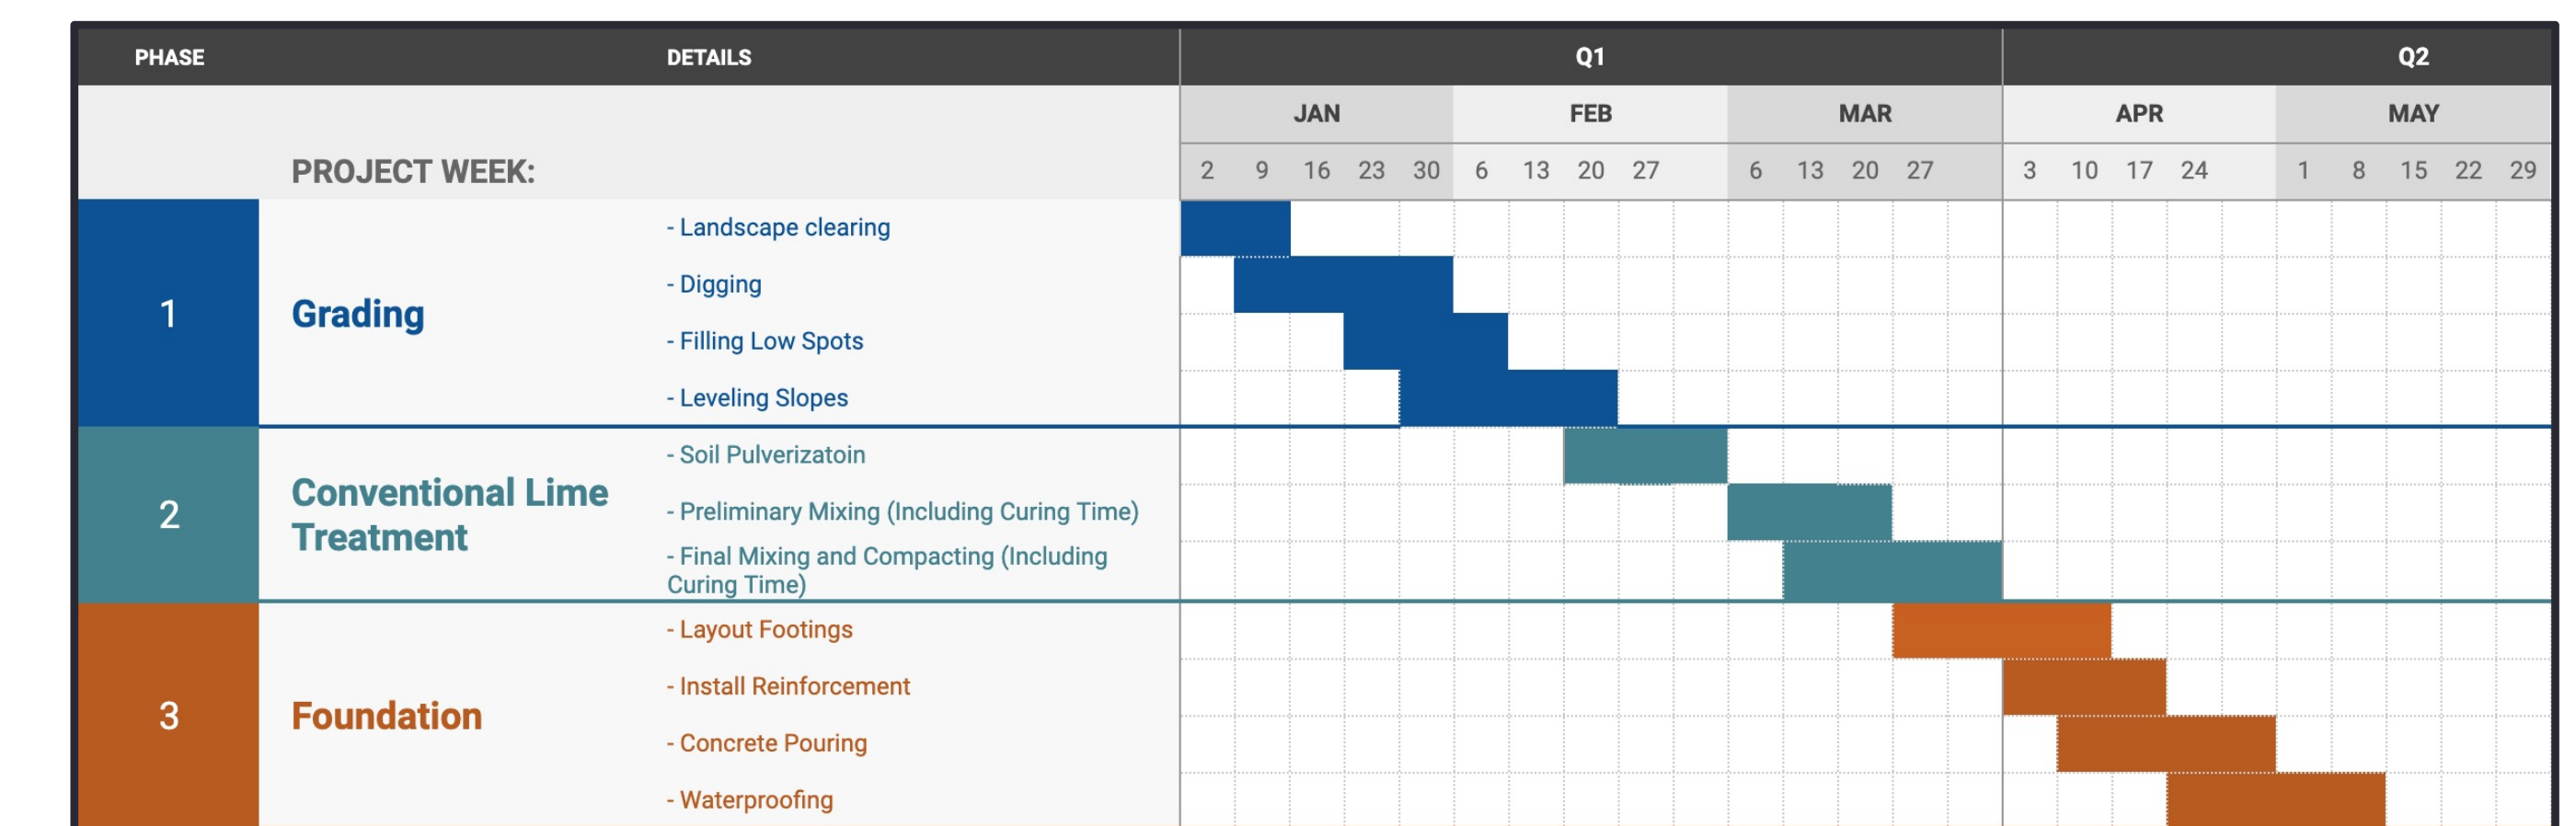 PHASE DETAILS Q1 Q2
JAN FEB MAR APR MAY
PROJECT WEEK: 2 9 16 23 30 6 13 20 27 6 13 20 27 3 10 17 24 1 8 15 22 29
1
Grading
- Landscape clearing
- Digging
- Filling Low Spots
- Leveling Slopes
2
Conventional Lime
Treatment
- Soil Pulverizatoin
- Preliminary Mixing (Including Curing Time)
- Final Mixing and Compacting (Including
Curing Time)
3
Foundation
- Layout Footings
- Install Reinforcement
- Concrete Pouring
- Waterproofing